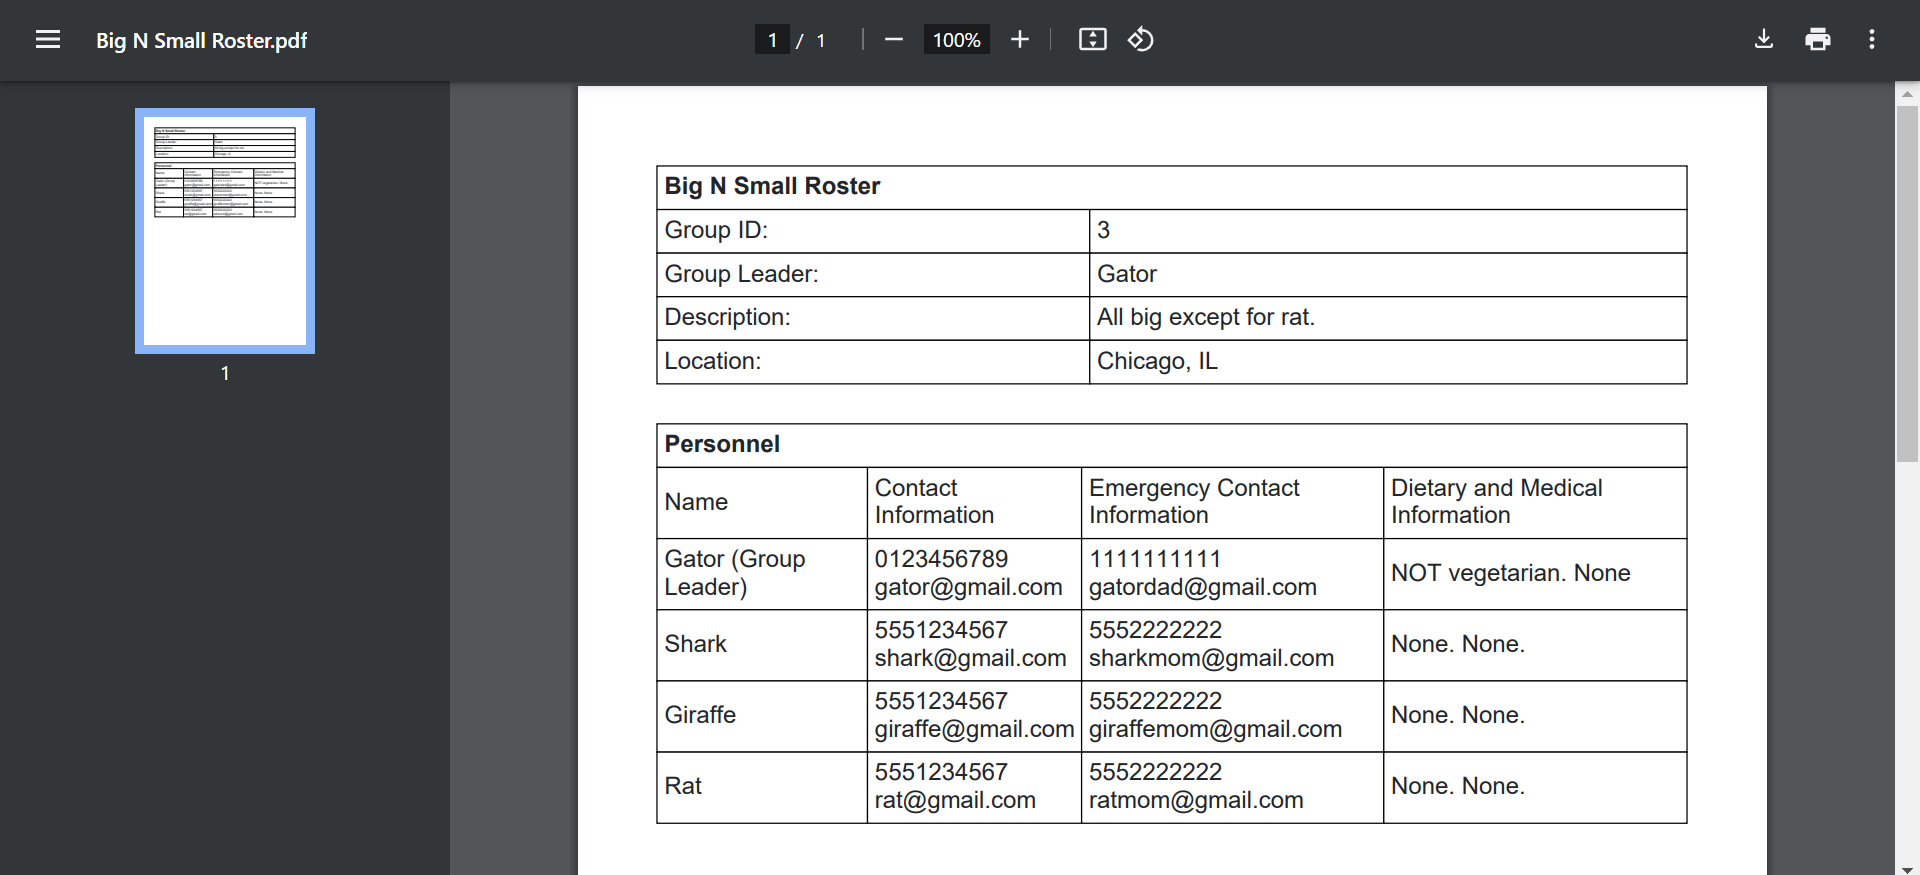 Big N Small Roster.pdf
1 / 1
100%
1
Big N Small Roster
Group ID: 3
Group Leader: Gator
Description: All big except for rat.
Location: Chicago, IL
Personnel
Name
Contact
Information
Emergency Contact
Information
Dietary and Medical
Information
Gator (Group
Leader)
0123456789
gator@gmail.com
1111111111
gatordad@gmail.com
NOT vegetarian. None
Shark
5551234567
shark@gmail.com
5552222222
sharkmom@gmail.com
None. None.
Giraffe
5551234567
giraffe@gmail.com
5552222222
giraffemom@gmail.com
None. None.
Rat
5551234567
rat@gmail.com
5552222222
ratmom@gmail.com
None. None.